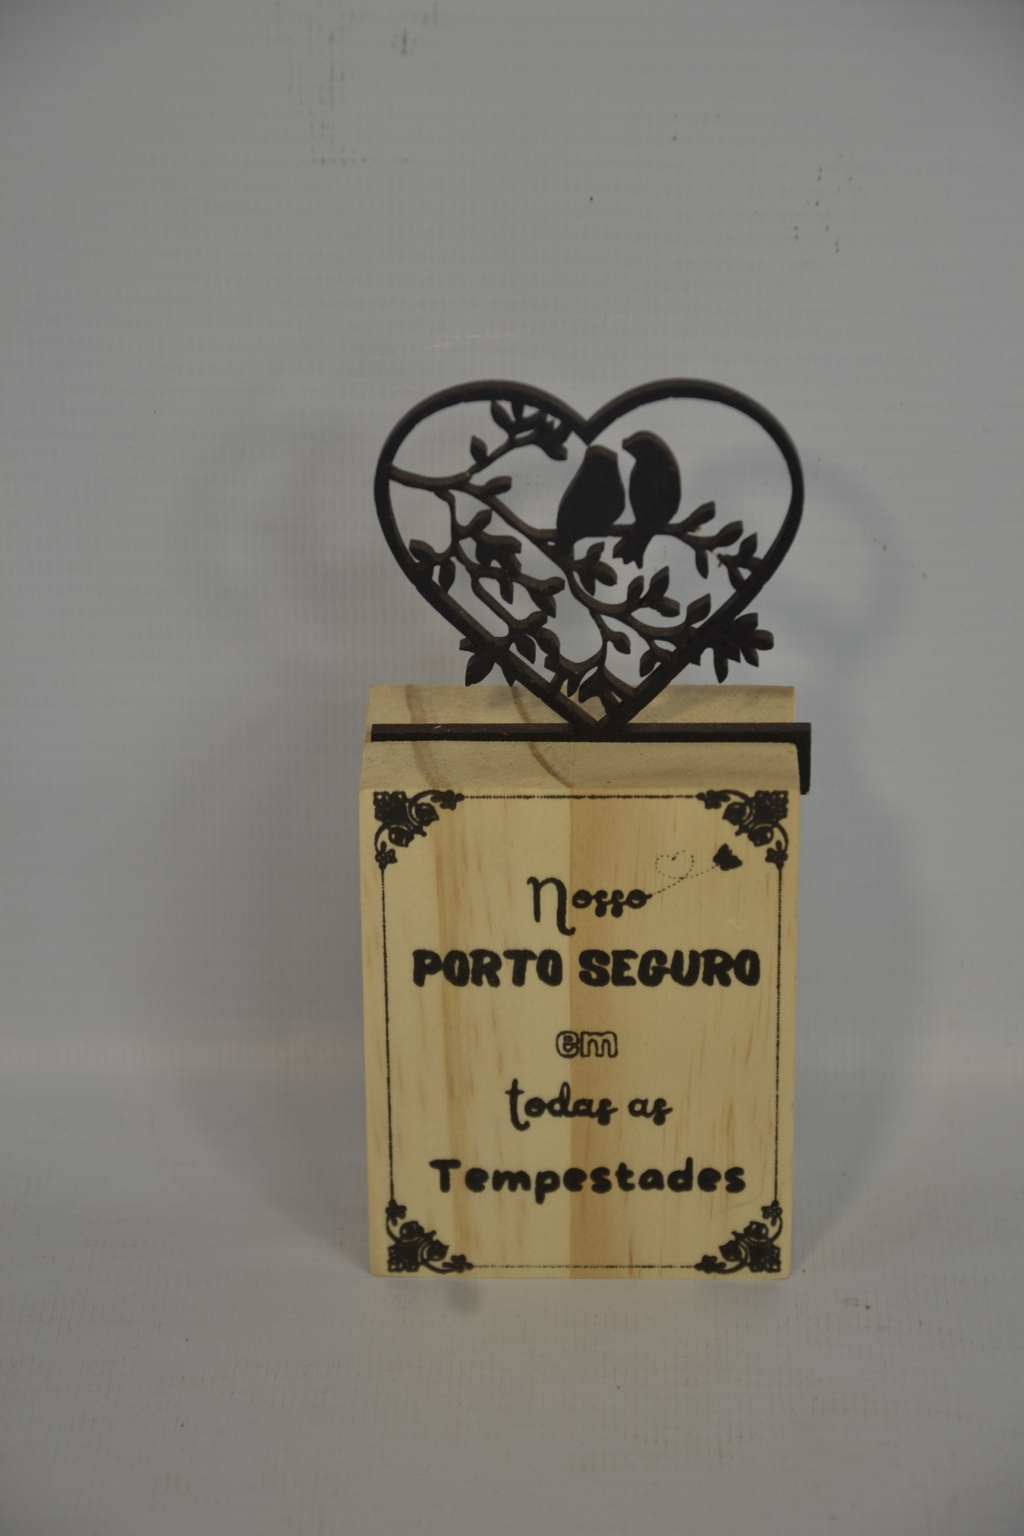 Nosso
PORTO SEGURO
em
todas as
Tempestades